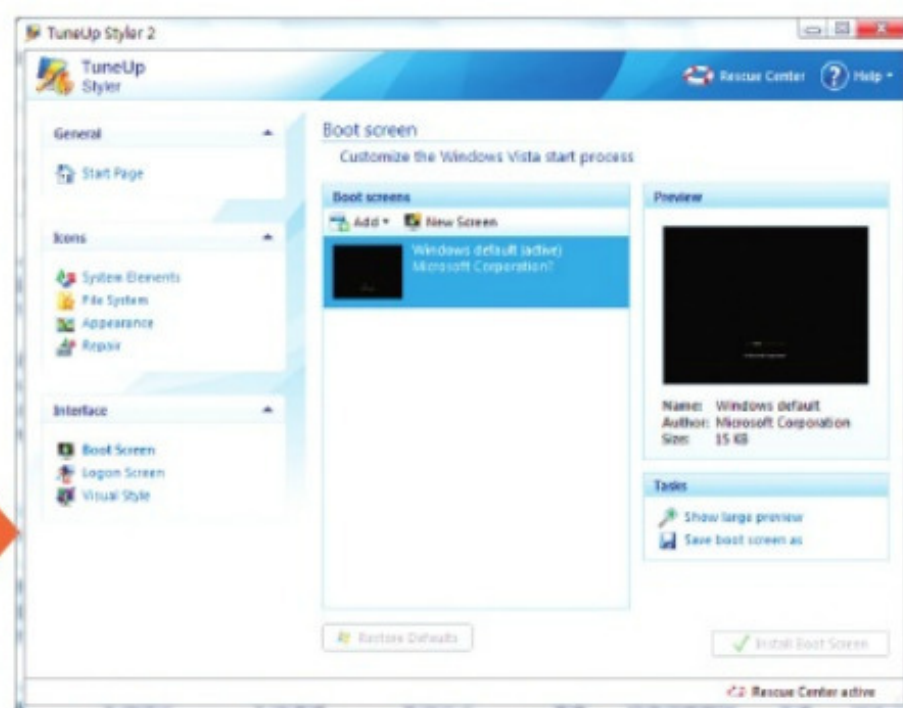 TuneUp Styler 2
TuneUp
Styler
Rescue Center
Help
General
Start Page
Icons
System Elements
File System
Appearance
Repair
Interface
Boot Screen
Logon Screen
Visual Style
Boot screen
Customize the Windows Vista start process
Boot screens
Add
New Screen
Windows default (active)
Microsoft Corporation?
Restore Defaults
Preview
Name: Windows default
Author: Microsoft Corporation
Size: 15 KB
Tasks
Show large preview
Save boot screen as
Install Boot Screen
Rescue Center active